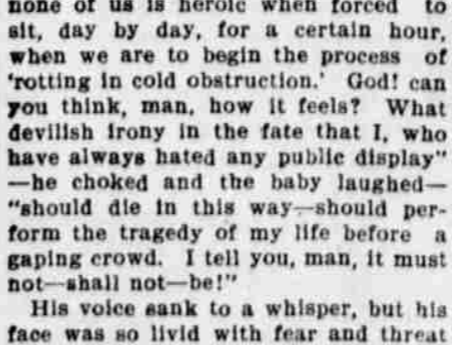 none of us is heroic when forced to
sit, day by day, for a certain hour,
when we are to begin the process of
'rotting in cold obstruction.' God! can
you think, man, how it feels? What
devilish irony in the fate that I, who
have always hated any public display"
—he choked and the baby laughed—
"should die in this way—should per-
form the tragedy of my life before a
gaping crowd. I tell you, man, it must
not—shall not—be!"
His voice sank to a whisper, but his
face was so livid with fear and threat